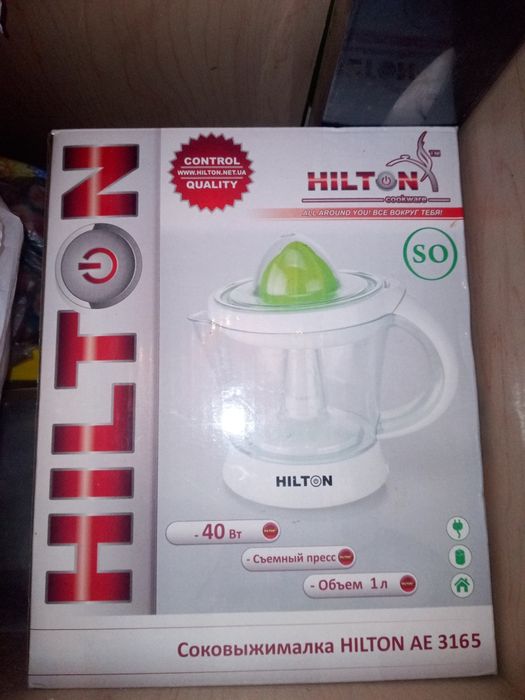 HILTON
CONTROL
WWW.HILTON.NET.UA
QUALITY
HILTON
TM
cookware
ALL AROUND YOU! ВСЕ ВОКРУГ ТЕБЯ!
SO
HILTON
- 40 Вт
- Съемный пресс
- Объем 1 л
Соковыжималка HILTON AE 3165